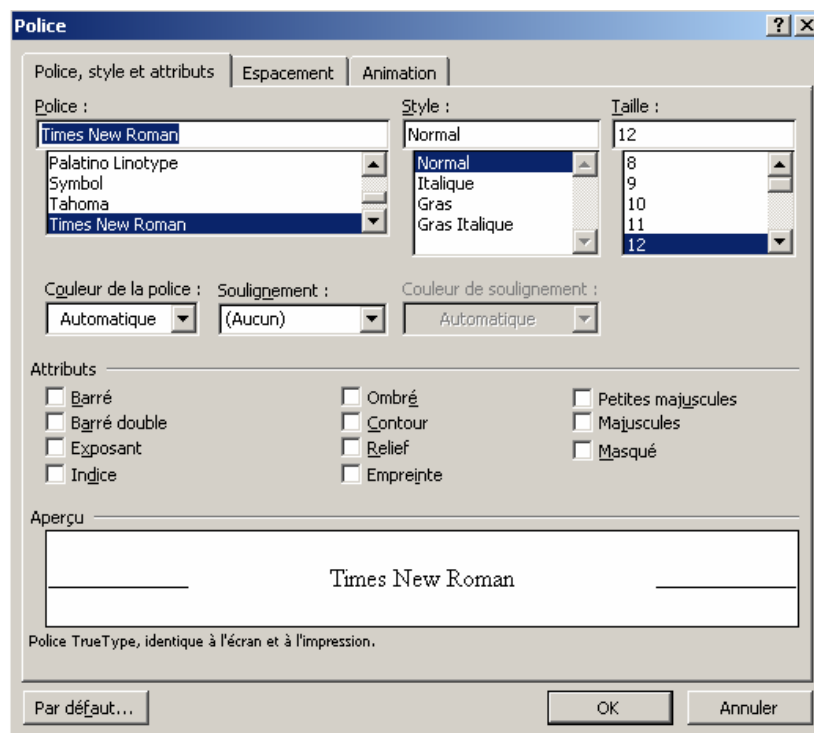 Police
Police, style et attributs Espacement Animation
Police : Style : Taille :
Times New Roman Normal 12
Palatino Linotype Normal 8
Symbol Italique 9
Tahoma Gras 10
Times New Roman Gras Italique 11
12
Couleur de la police : Soulignement : Couleur de soulignement :
Automatique (Aucun) Automatique
Attributs
Barré Ombré Petites majuscules
Barré double Contour Majuscules
Exposant Relief Masqué
Indice Empreinte
Aperçu
Times New Roman
Police TrueType, identique à l'écran et à l'impression.
Par défaut... OK Annuler